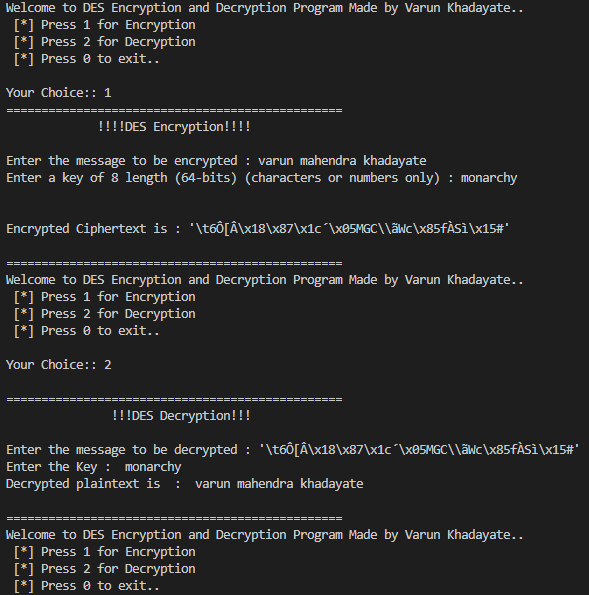 Welcome to DES Encryption and Decryption Program Made by Varun Khadayate..
[*] Press 1 for Encryption
[*] Press 2 for Decryption
[*] Press 0 to exit..
Your Choice:: 1
================================================
!!!!DES Encryption!!!!
Enter the message to be encrypted : varun mahendra khadayate
Enter a key of 8 length (64-bits) (characters or numbers only) : monarchy
Encrypted Ciphertext is : '\t6Ô[Â\x18\x87\x1c´\x05MGC\\ãWc\x85fÀSì\x15#'
================================================
Welcome to DES Encryption and Decryption Program Made by Varun Khadayate..
[*] Press 1 for Encryption
[*] Press 2 for Decryption
[*] Press 0 to exit..
Your Choice:: 2
================================================
!!!DES Decryption!!!
Enter the message to be decrypted : '\t6Ô[Â\x18\x87\x1c´\x05MGC\\ãWc\x85fÀSì\x15#'
Enter the Key :  monarchy
Decrypted plaintext is  :  varun mahendra khadayate
================================================
Welcome to DES Encryption and Decryption Program Made by Varun Khadayate..
[*] Press 1 for Encryption
[*] Press 2 for Decryption
[*] Press 0 to exit..